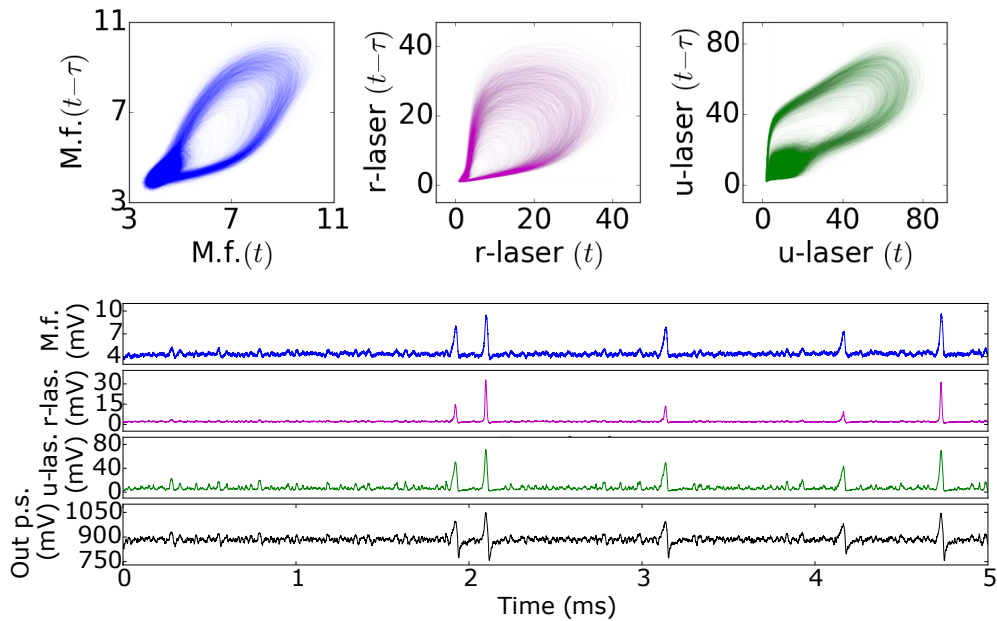 11
7
3
3 7 11
M.f.(t−τ)
M.f.(t)
40
20
0
0 20 40
r-laser (t−τ)
r-laser (t)
80
40
0
0 40 80
u-laser (t−τ)
u-laser (t)
M.f.
(mV)
10
7
4
r-las.
(mV)
30
15
0
u-las.
(mV)
80
40
0
Out p.s.
(mV)
1050
900
750
0 1 2 3 4 5
Time (ms)